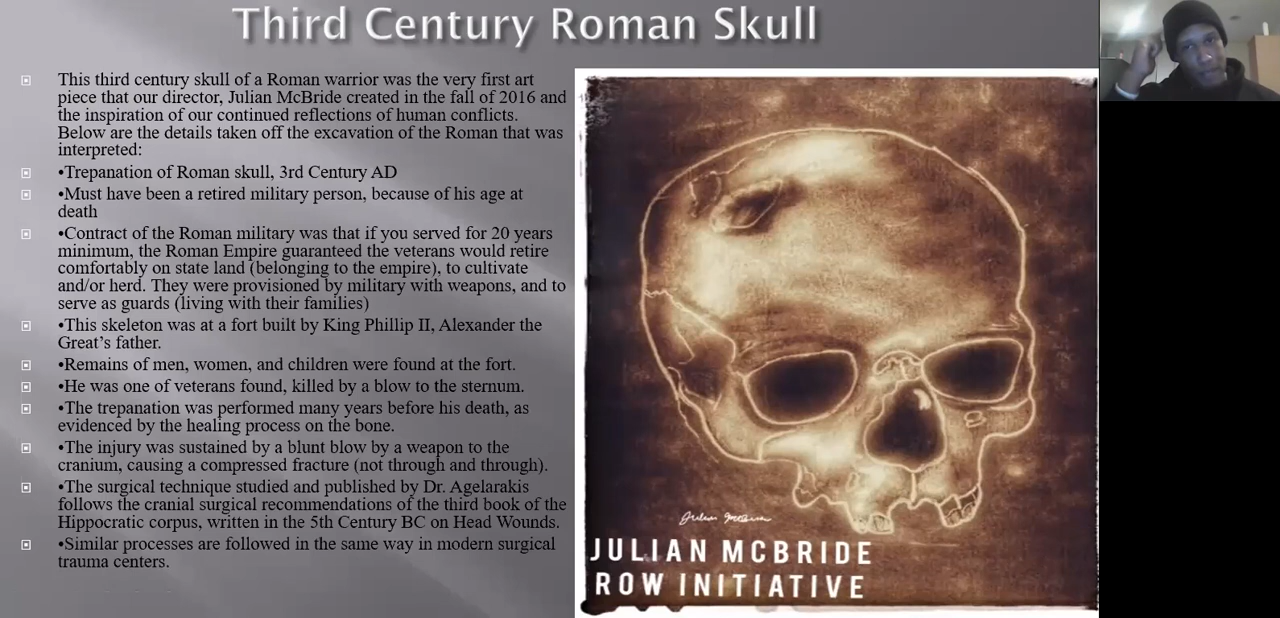 Third Century Roman Skull
This third century skull of a Roman warrior was the very first art
piece that our director, Julian McBride created in the fall of 2016 and
the inspiration of our continued reflections of human conflicts.
Below are the details taken off the excavation of the Roman that was
interpreted:
•Trepanation of Roman skull, 3rd Century AD
•Must have been a retired military person, because of his age at
death
•Contract of the Roman military was that if you served for 20 years
minimum, the Roman Empire guaranteed the veterans would retire
comfortably on state land (belonging to the empire), to cultivate
and/or herd. They were provisioned by military with weapons, and to
serve as guards (living with their families)
•This skeleton was at a fort built by King Phillip II, Alexander the
Great's father.
•Remains of men, women, and children were found at the fort.
•He was one of veterans found, killed by a blow to the sternum.
•The trepanation was performed many years before his death, as
evidenced by the healing process on the bone.
•The injury was sustained by a blunt blow by a weapon to the
cranium, causing a compressed fracture (not through and through).
•The surgical technique studied and published by Dr. Agelarakis
follows the cranial surgical recommendations of the third book of the
Hippocratic corpus, written in the 5th Century BC on Head Wounds.
•Similar processes are followed in the same way in modern surgical
trauma centers.
Julian McBride
JULIAN MCBRIDE
ROW INITIATIVE